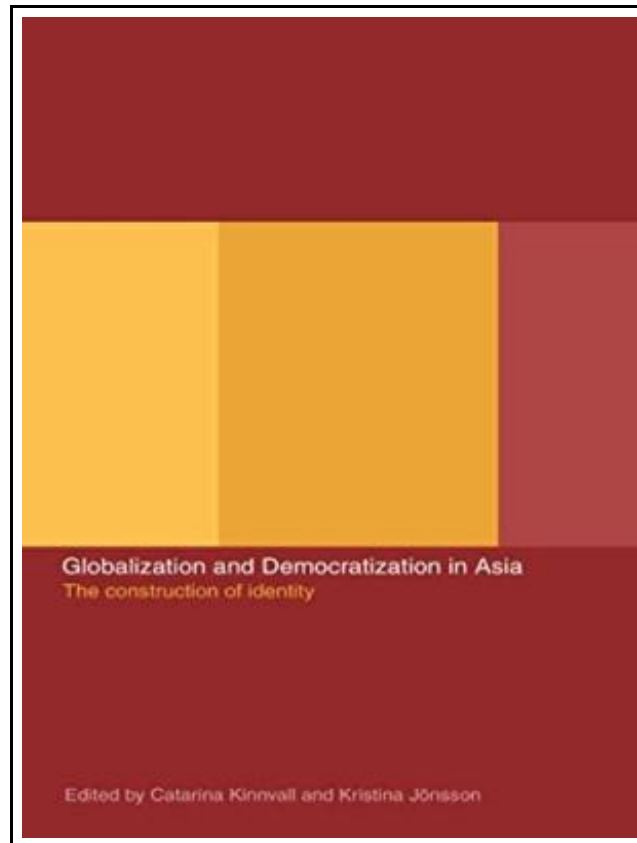 Globalization and Democratization in Asia
The construction of identity
Edited by Catarina Kinnvall and Kristina Jönsson